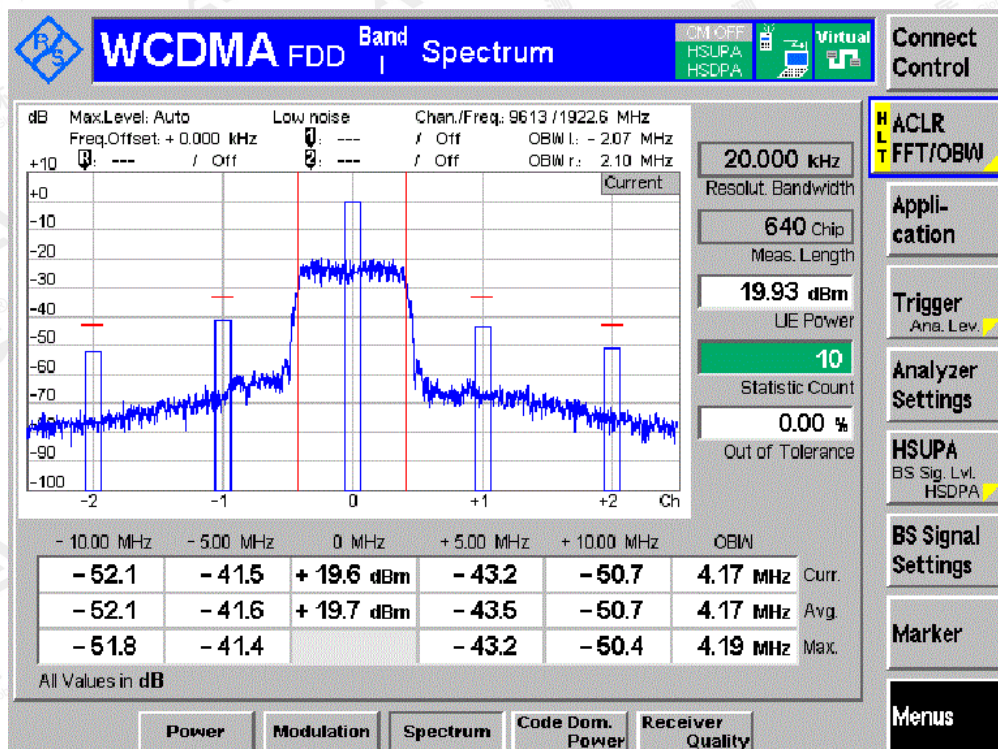 R&S
WCDMA FDD Band I Spectrum
CM OFF
HSUPA
HSDPA
Virtual
Connect
Control
dB Max.Level: Auto Low noise Chan./Freq.: 9613 / 1922.6 MHz
Freq.Offset: + 0.000 kHz 1: --- / Off OBW l.: - 2.07 MHz
R: --- / Off 2: --- / Off OBW r.: 2.10 MHz
Current
+10
+0
-10
-20
-30
-40
-50
-60
-70
-90
-100
-2 -1 0 +1 +2 Ch
20.000 kHz
Resolut. Bandwidth
640 Chip
Meas. Length
19.93 dBm
UE Power
10
Statistic Count
0.00 %
Out of Tolerance
- 10.00 MHz - 5.00 MHz 0 MHz + 5.00 MHz + 10.00 MHz OBW
- 52.1 - 41.5 + 19.6 dBm - 43.2 - 50.7 4.17 MHz Curr.
- 52.1 - 41.6 + 19.7 dBm - 43.5 - 50.7 4.17 MHz Avg.
- 51.8 - 41.4 - 43.2 - 50.4 4.19 MHz Max.
All Values in dB
HLT
ACLR
FFT/OBW
Appli-
cation
Trigger
Ana. Lev.
Analyzer
Settings
HSUPA
BS Sig. Lvl.
HSDPA
BS Signal
Settings
Marker
Menus
Power
Modulation
Spectrum
Code Dom.
Power
Receiver
Quality